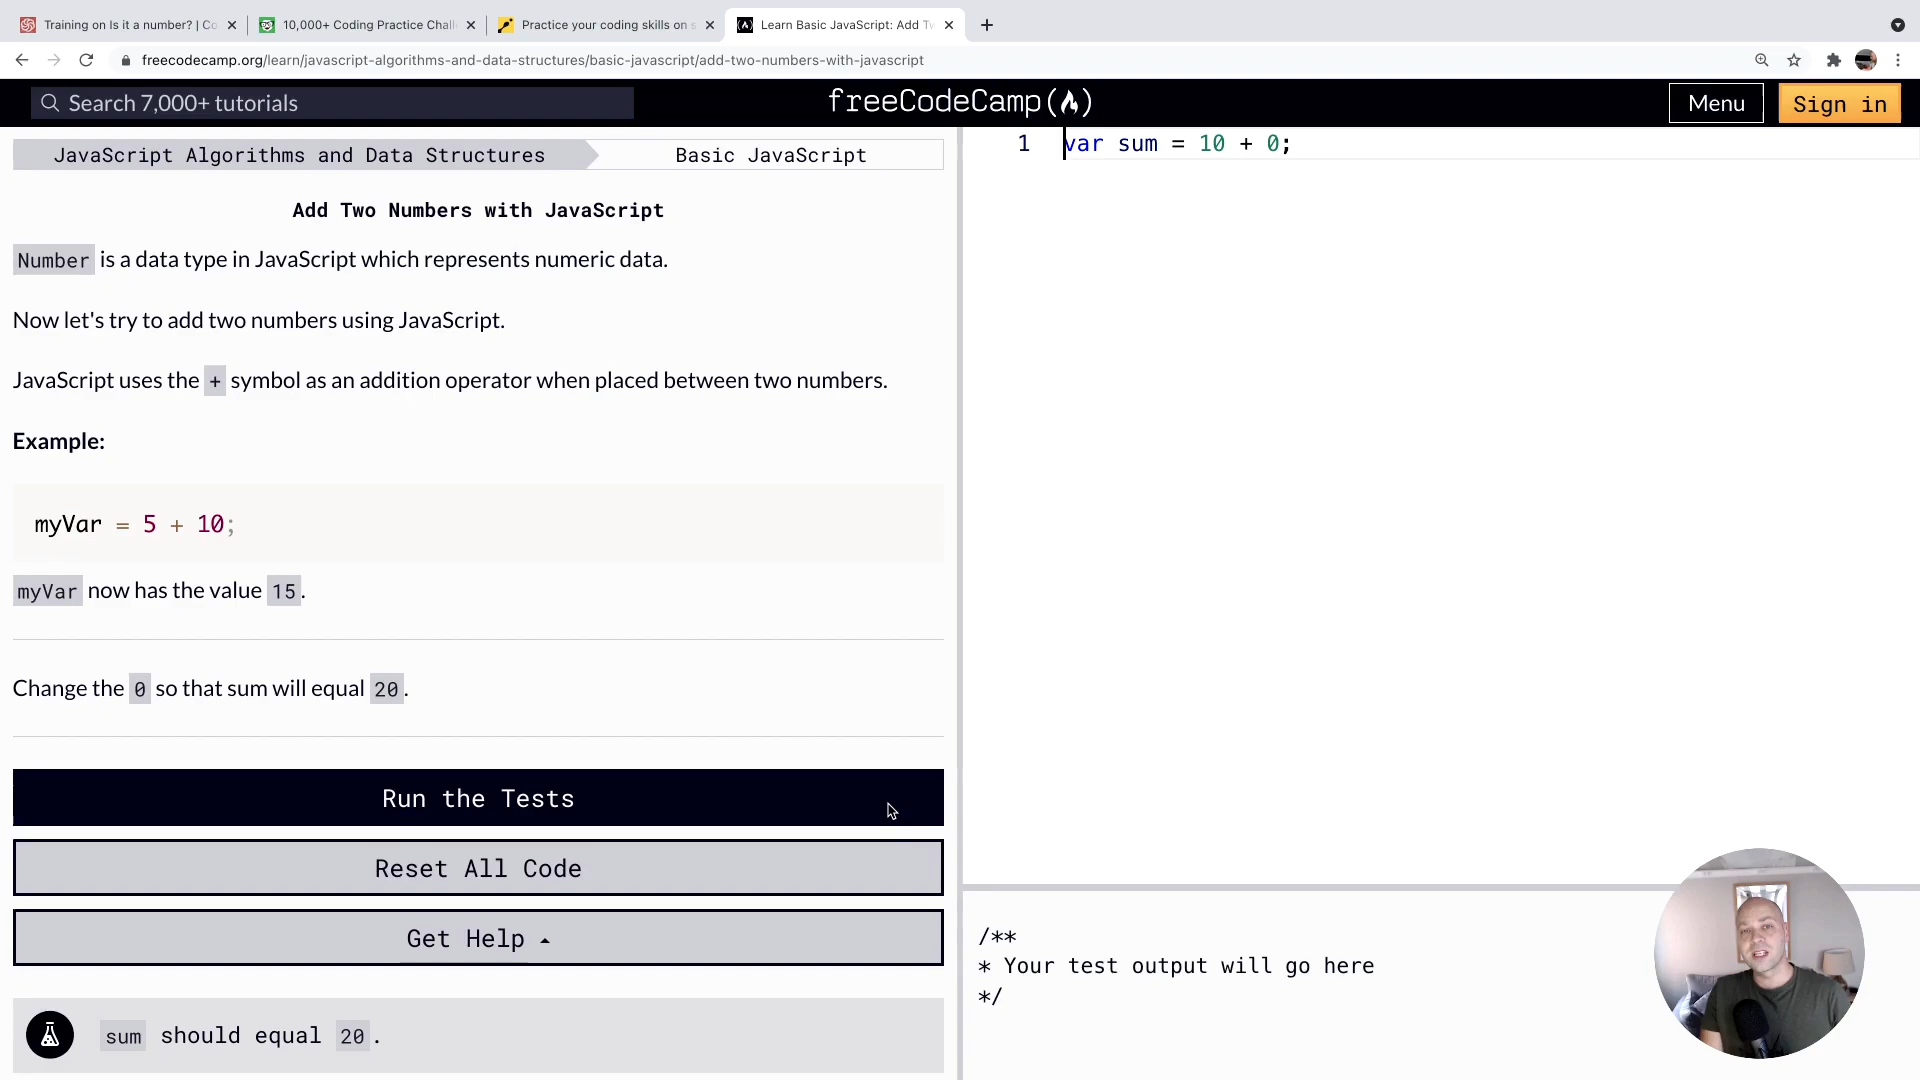 Training on Is it a number? | Co
10,000+ Coding Practice Chall
Practice your coding skills on s
Learn Basic JavaScript: Add Tw
freecodecamp.org/learn/javascript-algorithms-and-data-structures/basic-javascript/add-two-numbers-with-javascript
Search 7,000+ tutorials
freeCodeCamp
Menu
Sign in
JavaScript Algorithms and Data Structures
Basic JavaScript
Add Two Numbers with JavaScript
Number is a data type in JavaScript which represents numeric data.
Now let's try to add two numbers using JavaScript.
JavaScript uses the + symbol as an addition operator when placed between two numbers.
Example:
myVar = 5 + 10;
myVar now has the value 15.
Change the 0 so that sum will equal 20.
Run the Tests
Reset All Code
Get Help
sum should equal 20.
1 var sum = 10 + 0;
/**
* Your test output will go here
*/